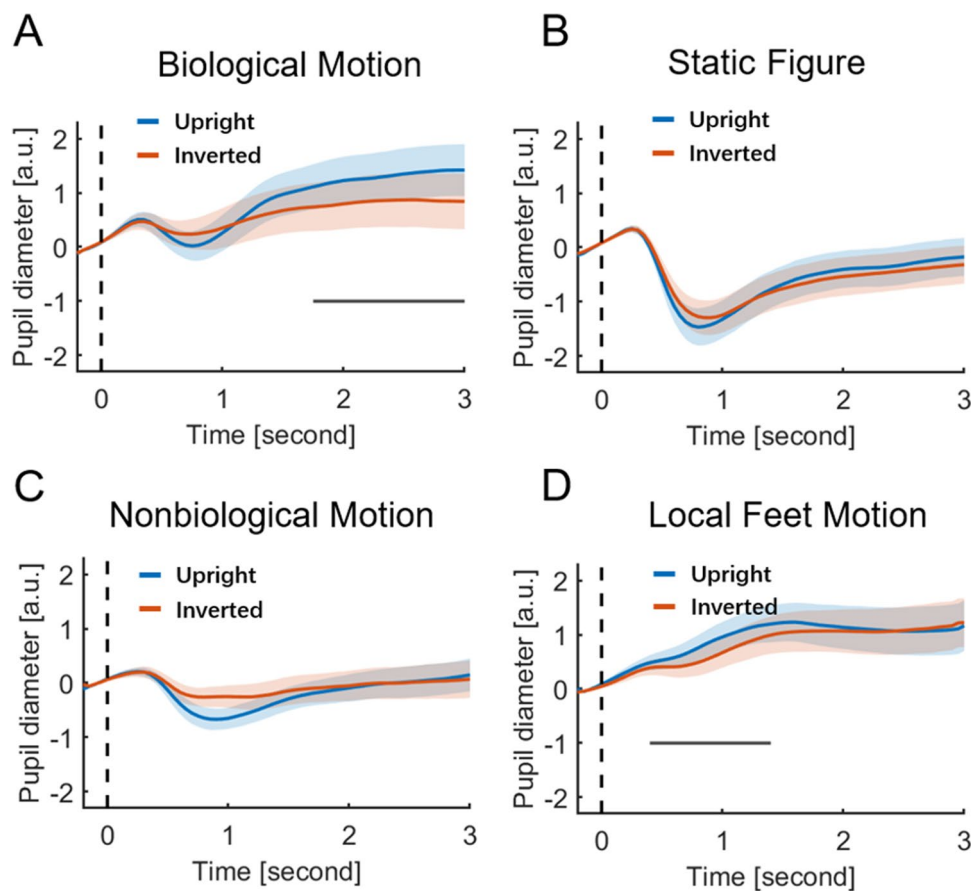 A
Biological Motion
Upright
Inverted
Pupil diameter [a.u.]
2
1
0
-1
-2
0
1
2
3
Time [second]
B
Static Figure
Upright
Inverted
Pupil diameter [a.u.]
2
1
0
-1
-2
0
1
2
3
Time [second]
C
Nonbiological Motion
Upright
Inverted
Pupil diameter [a.u.]
2
1
0
-1
-2
0
1
2
3
Time [second]
D
Local Feet Motion
Upright
Inverted
Pupil diameter [a.u.]
2
1
0
-1
-2
0
1
2
3
Time [second]